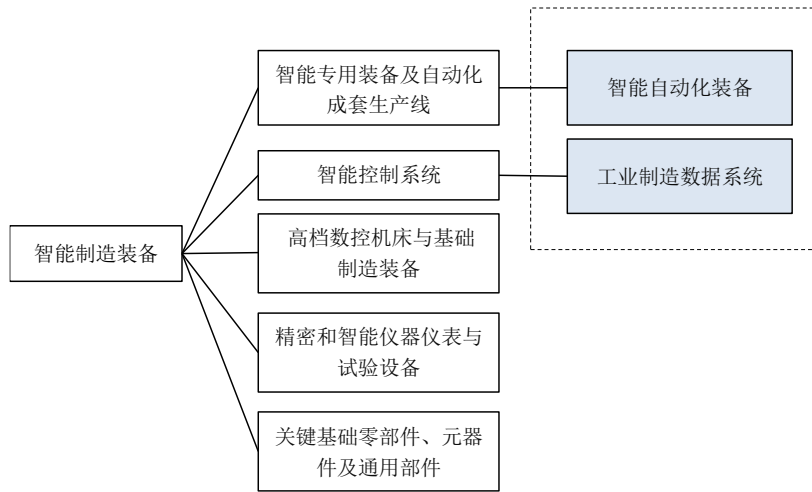 智能专用装备及自动化
成套生产线
智能自动化装备
智能控制系统
工业制造数据系统
智能制造装备
高档数控机床与基础
制造装备
精密和智能仪器仪表与
试验设备
关键基础零部件、元器
件及通用部件